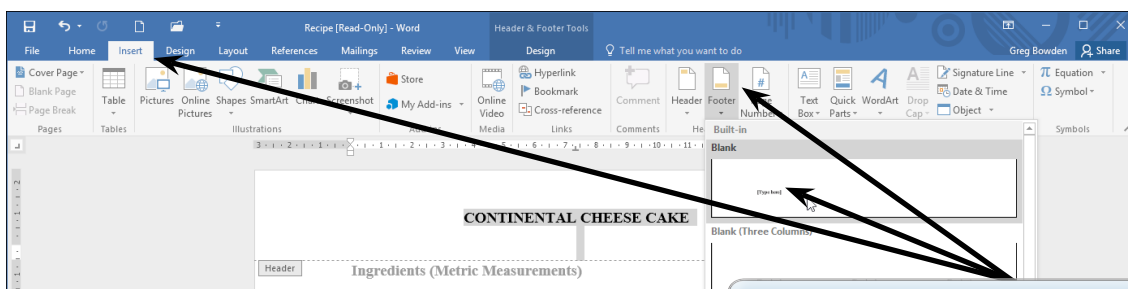 Recipe [Read-Only] - Word
Header & Footer Tools
File Home Insert Design Layout References Mailings Review View Design Tell me what you want to do Greg Bowden Share
Cover Page
Blank Page
Page Break
Table
Pictures
Online Pictures
Shapes
SmartArt
Screenshot
Store
My Add-ins
Online Video
Hyperlink
Bookmark
Cross-reference
Comment
Header
Footer
Text Box
Quick Parts
WordArt
Drop Cap
Signature Line
Date & Time
Object
Equation
Symbol
Pages Tables Illustrations Media Links Comments Symbols
Built-in
Blank
[Type here]
Blank (Three Columns)
CONTINENTAL CHEESE CAKE
Header
Ingredients (Metric Measurements)